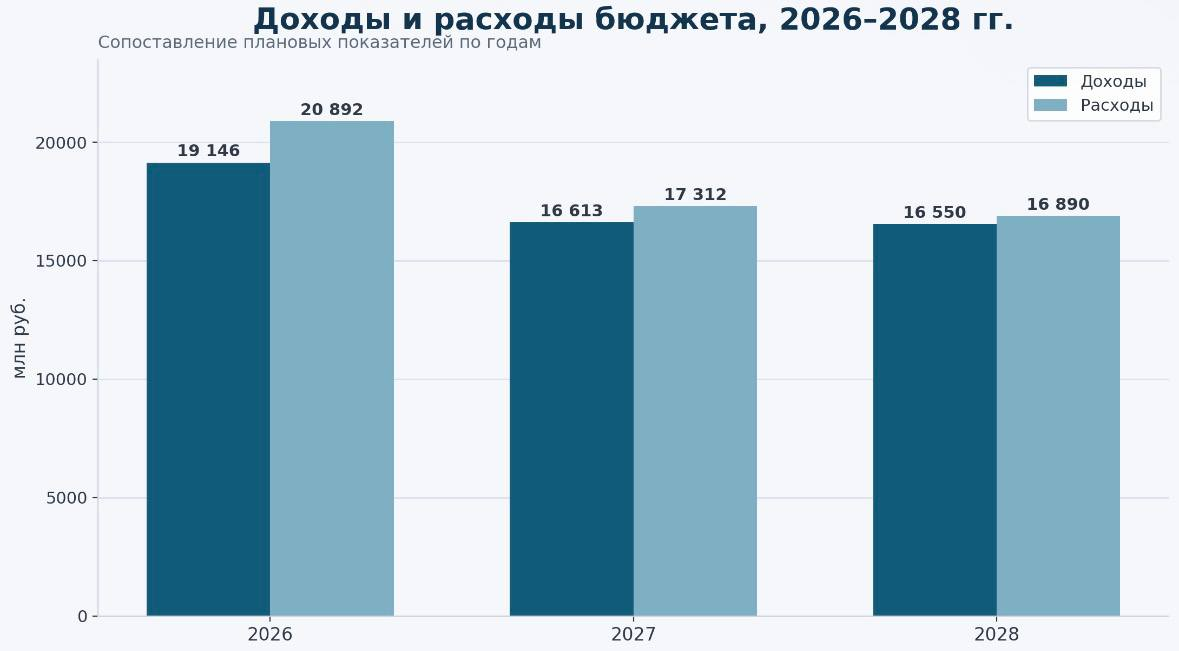 Доходы и расходы бюджета, 2026–2028 гг.
Сопоставление плановых показателей по годам
Доходы
Расходы
млн руб.
20000
15000
10000
5000
0
19 146
20 892
16 613
17 312
16 550
16 890
2026
2027
2028